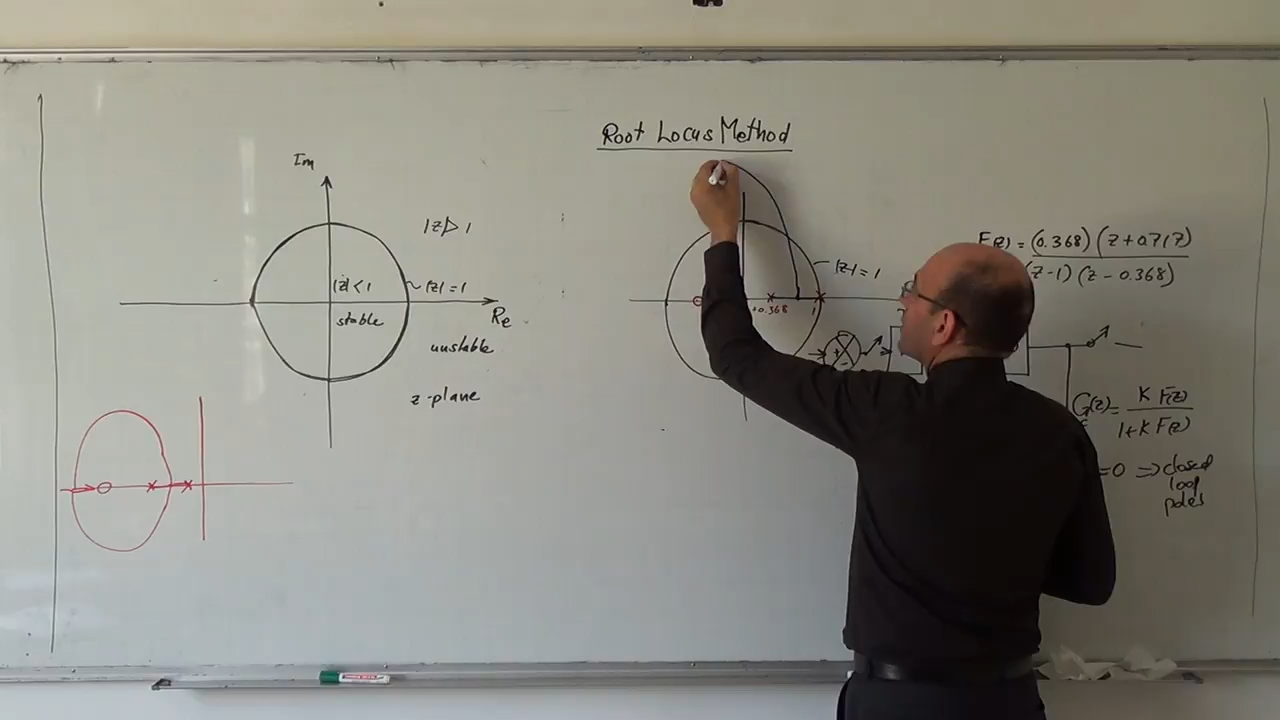 Root Locus Method
Im
|z|>1
|z|<1
|z|=1
stable
Re
unstable
z-plane
|z|=1
+0.368
1
F(z) = (0.368)(z+0.717)
(z-1)(z-0.368)
+
-
G(z) = K F(z)
1+K F(z)
=0 => closed
loop
poles